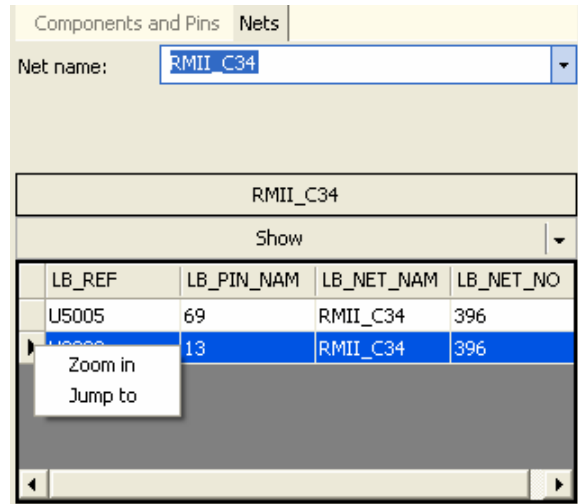 Components and Pins Nets
Net name: RMII_C34
RMII_C34
Show
LB_REF LB_PIN_NAM LB_NET_NAM LB_NET_NO
U5005 69 RMII_C34 396
13 RMII_C34 396
Zoom in
Jump to